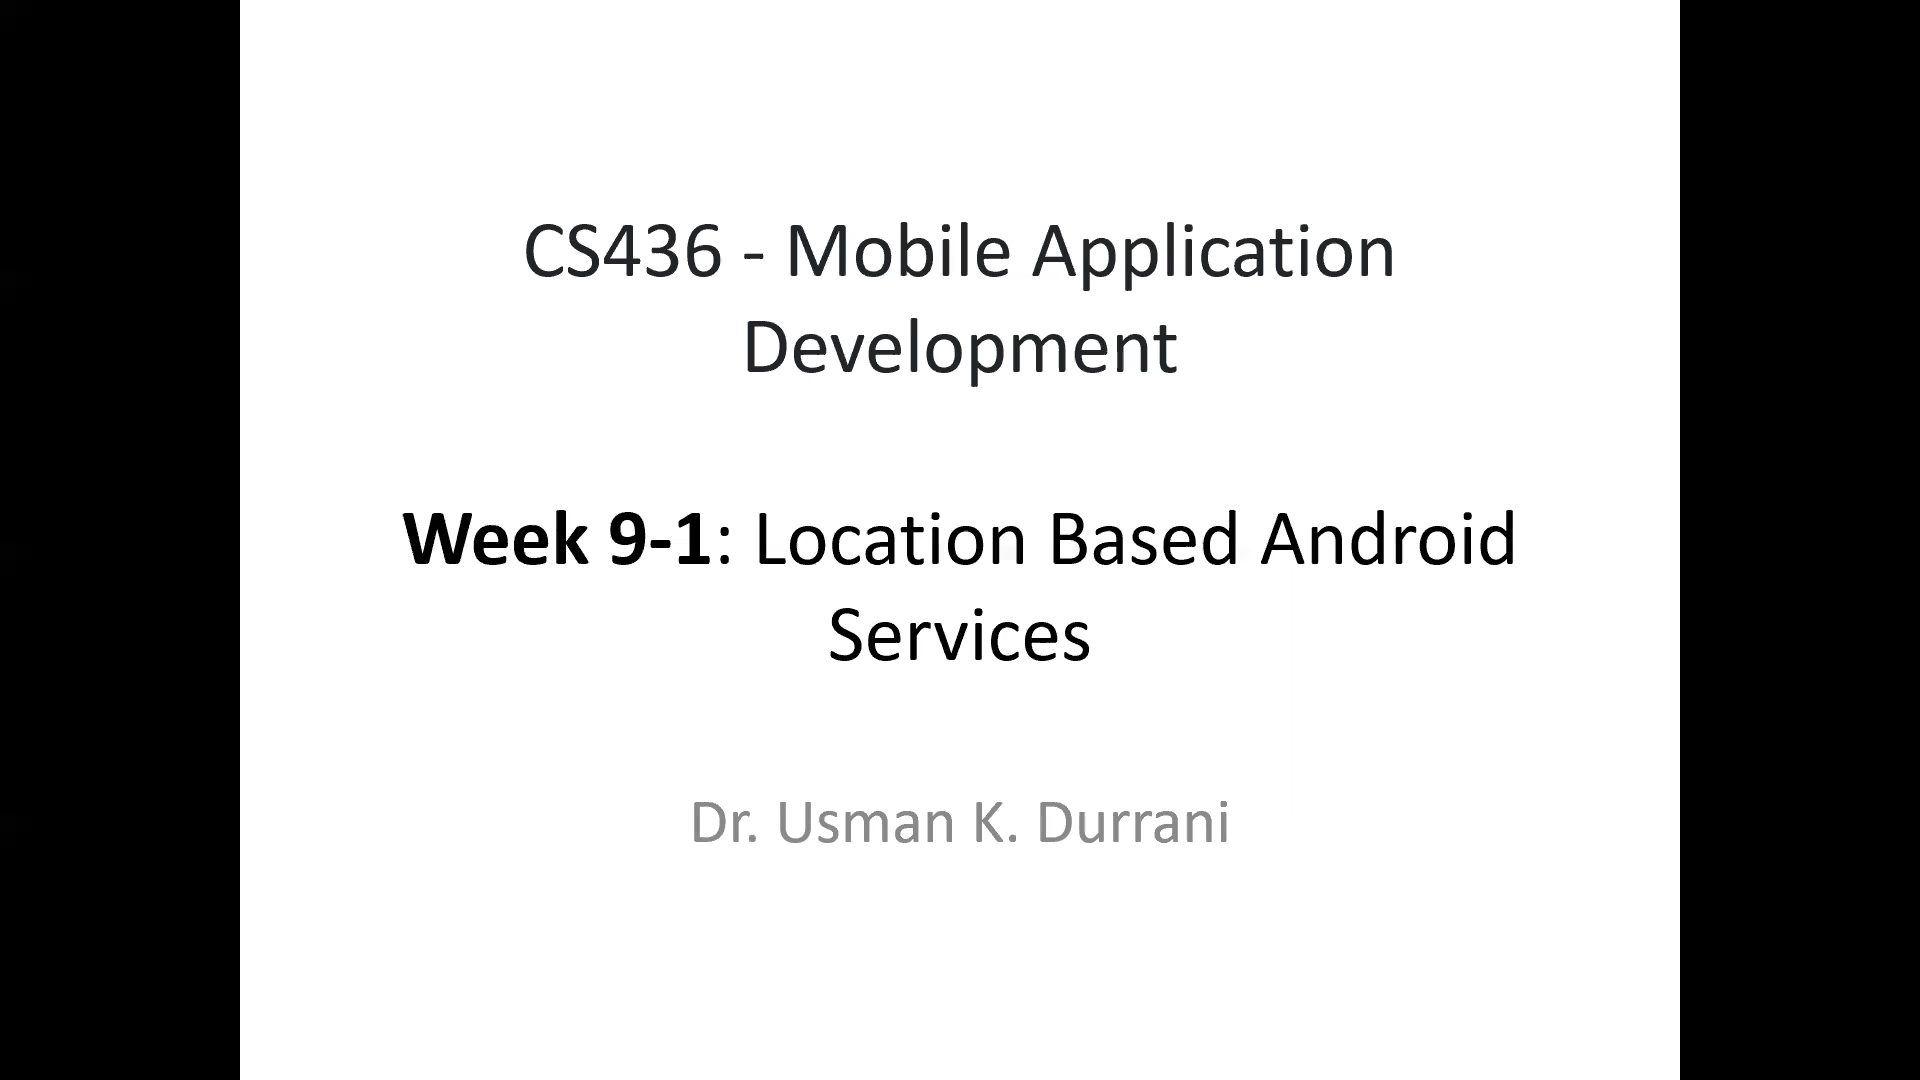 CS436 - Mobile Application
Development
Week 9-1: Location Based Android
Services
Dr. Usman K. Durrani